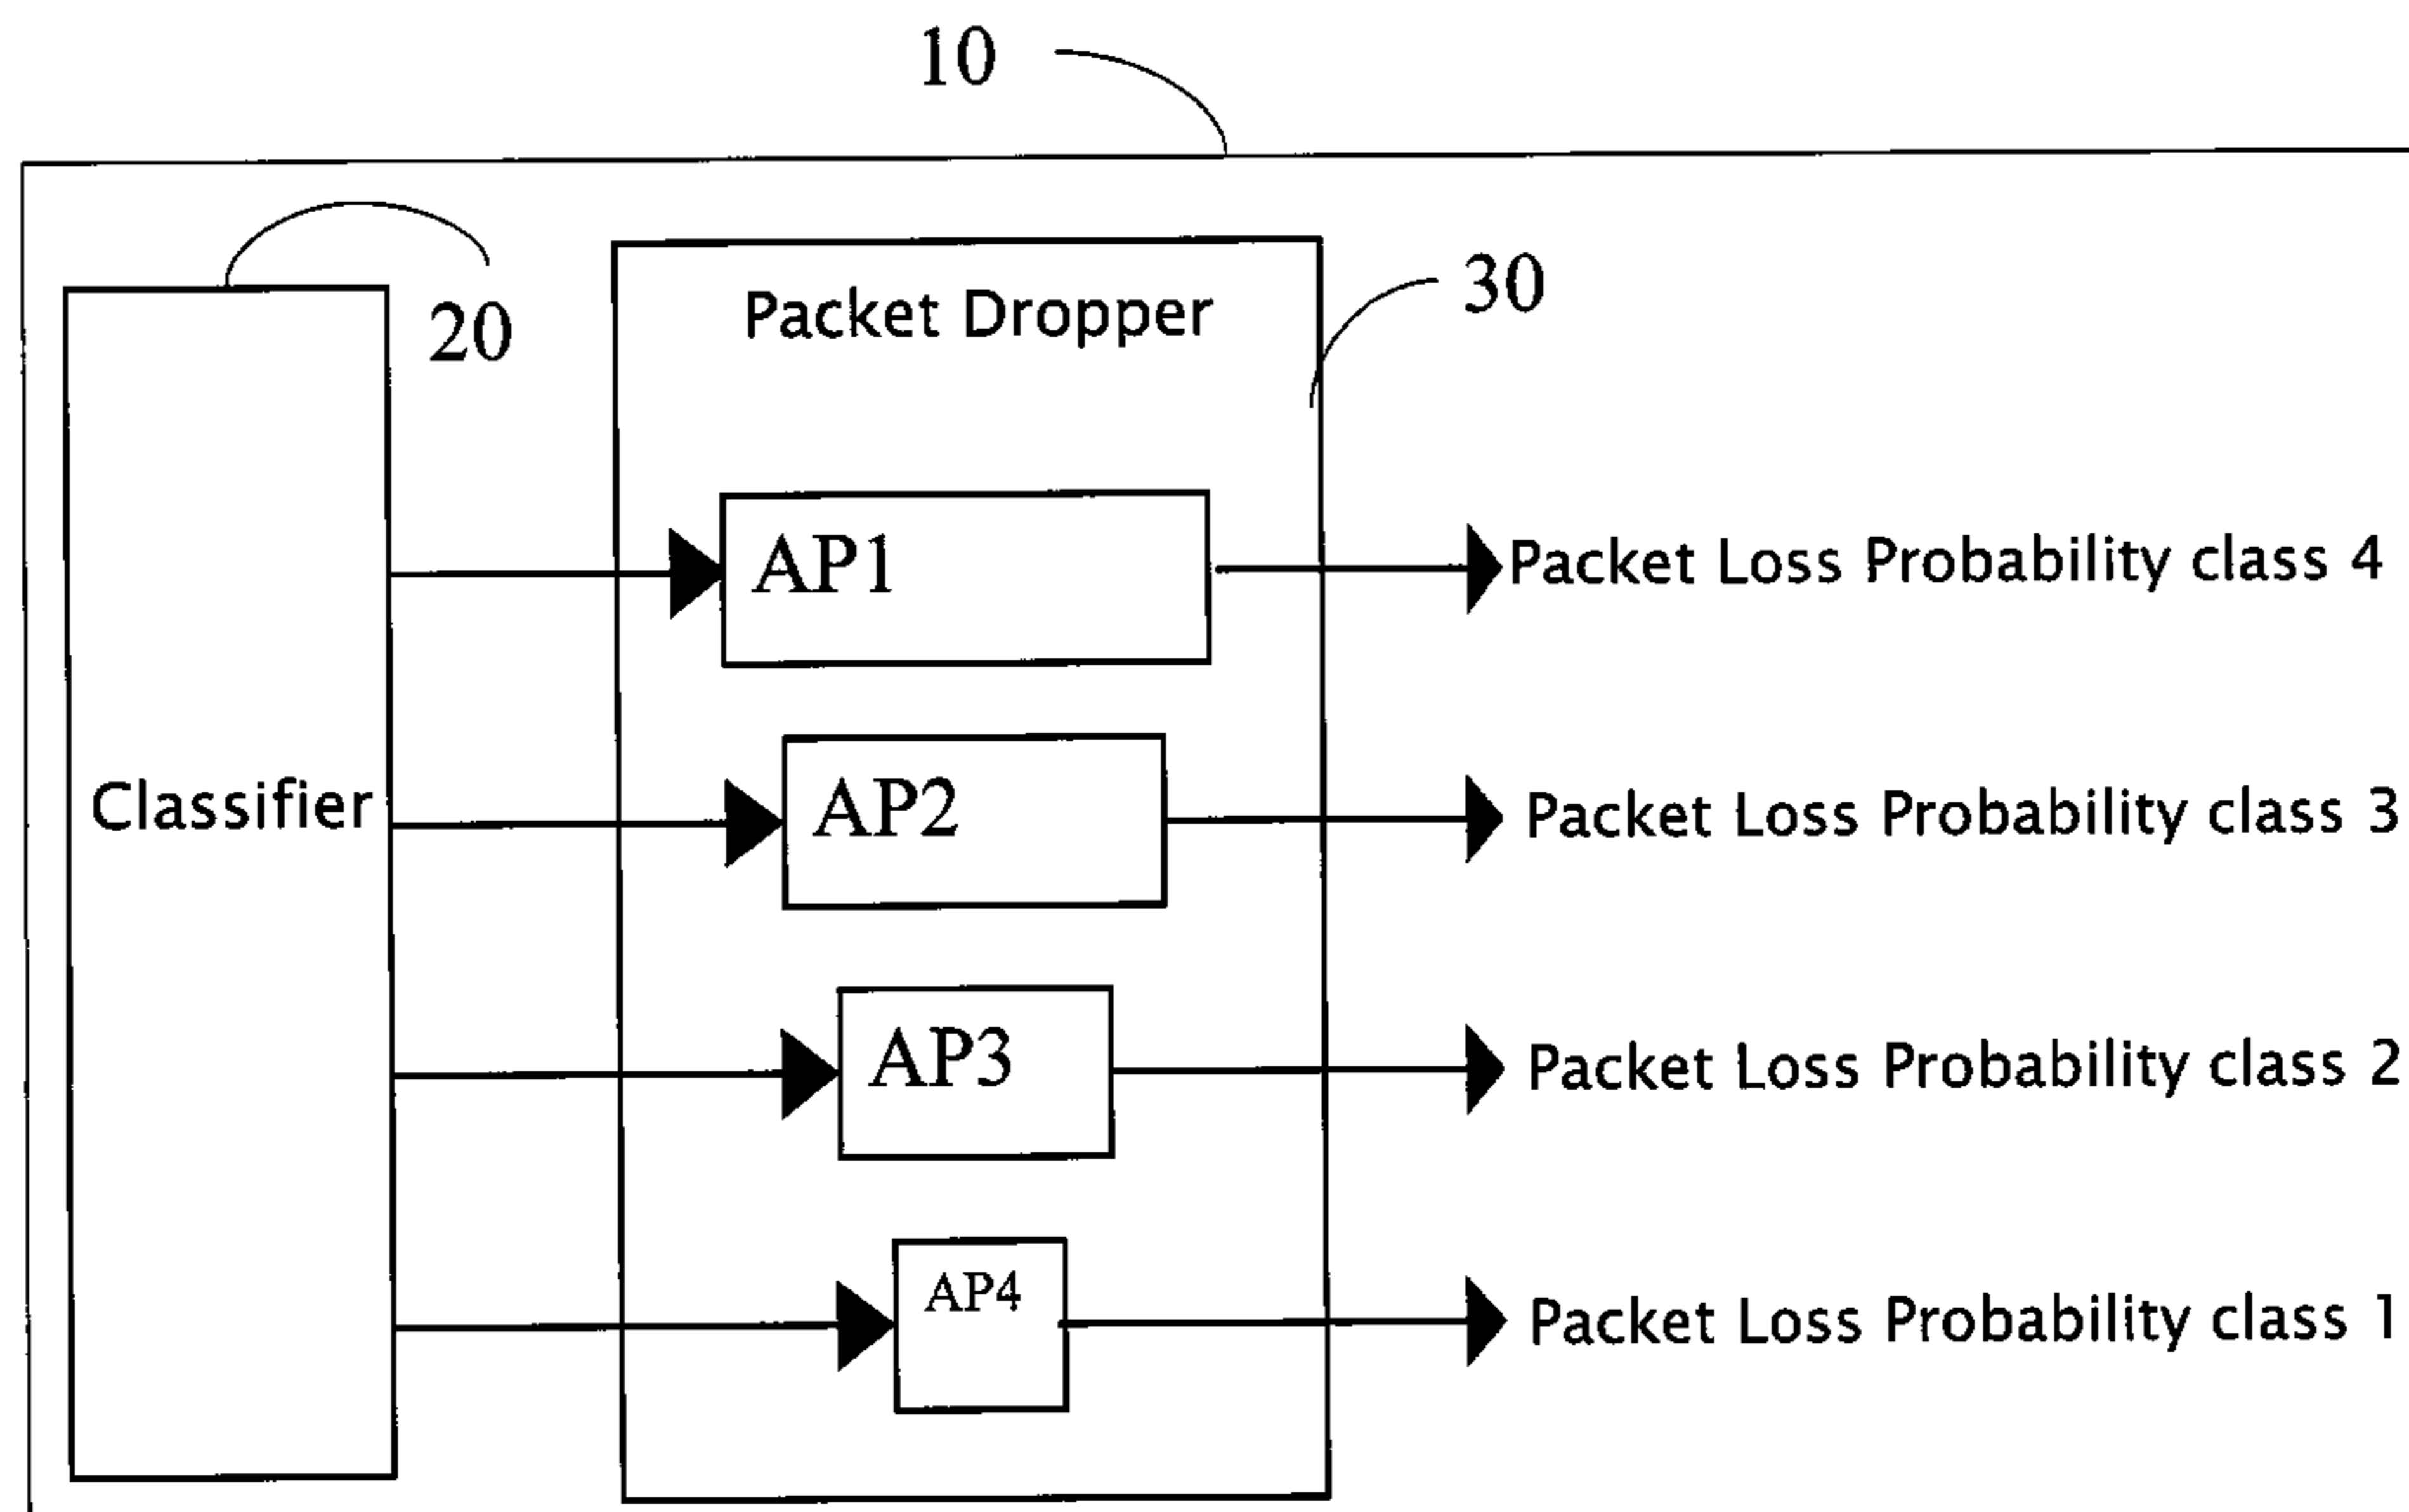 10
20
Packet Dropper
30
AP1
Packet Loss Probability class 4
Classifier
AP2
Packet Loss Probability class 3
AP3
Packet Loss Probability class 2
AP4
Packet Loss Probability class 1